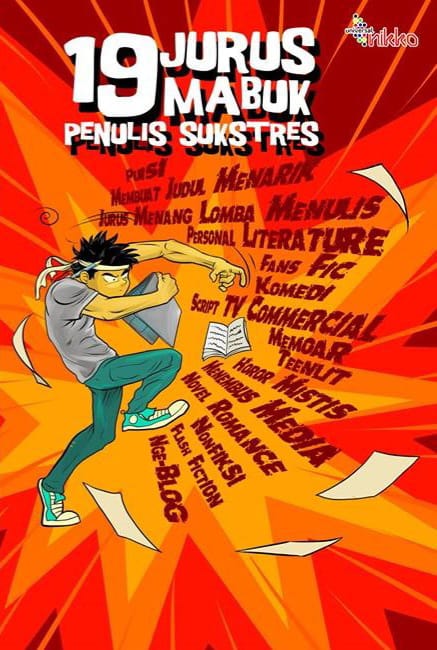 universal
nikko
19 JURUS
MABUK
PENULIS SUKSTRES
PUISI
MEMBUAT JUDUL MENARIK
JURUS MENANG LOMBA MENULIS
PERSONAL LITERATURE
FANS FIC
KOMEDI
SCRIPT TV COMMERCIAL
MEMOAR
TEENLIT
HOROR MISTIS
MENEMBUS MEDIA
NOVEL ROMANCE
NONFIKSI
FLASH FICTION
NGE-BLOG